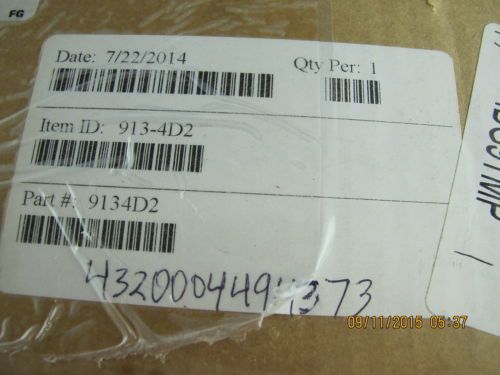 FG
Date: 7/22/2014
Qty Per: 1
Item ID: 913-4D2
Part #: 9134D2
4320004494373
09/11/2015 05:37